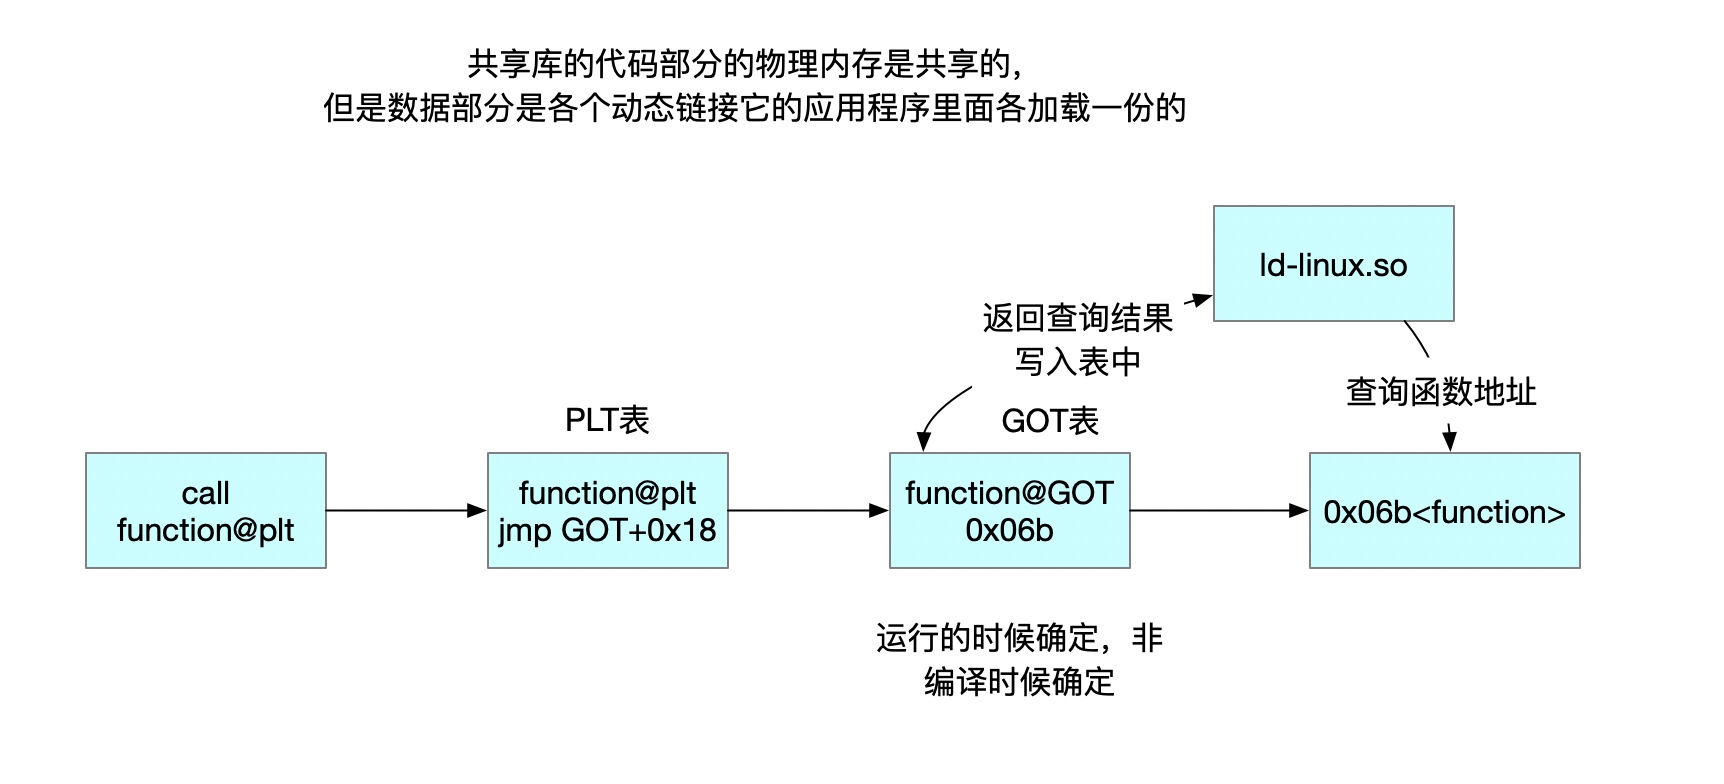 共享库的代码部分的物理内存是共享的,
但是数据部分是各个动态链接它的应用程序里面各加载一份的
ld-linux.so
返回查询结果
写入表中
查询函数地址
PLT表
GOT表
call
function@plt
function@plt
jmp GOT+0x18
function@GOT
0x06b
0x06b<function>
运行的时候确定，非
编译时候确定